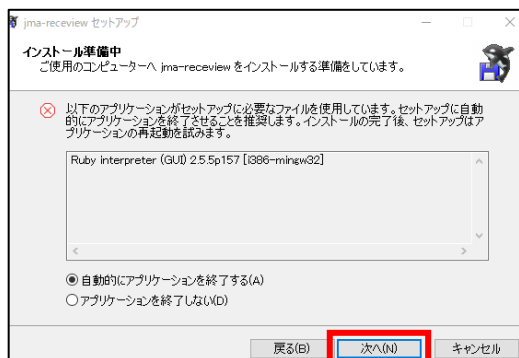 jma-receview セットアップ
インストール準備中
ご使用のコンピューターへ jma-receview をインストールする準備をしています。
以下のアプリケーションがセットアップに必要なファイルを使用しています。セットアップに自動
的にアプリケーションを終了させることを推奨します。インストールの完了後、セットアップはア
プリケーションの再起動を試みます。
Ruby interpreter (GUI) 2.5.5p157 [i386-mingw32]
自動的にアプリケーションを終了する(A)
アプリケーションを終了しない(D)
戻る(B) 次へ(N) キャンセル